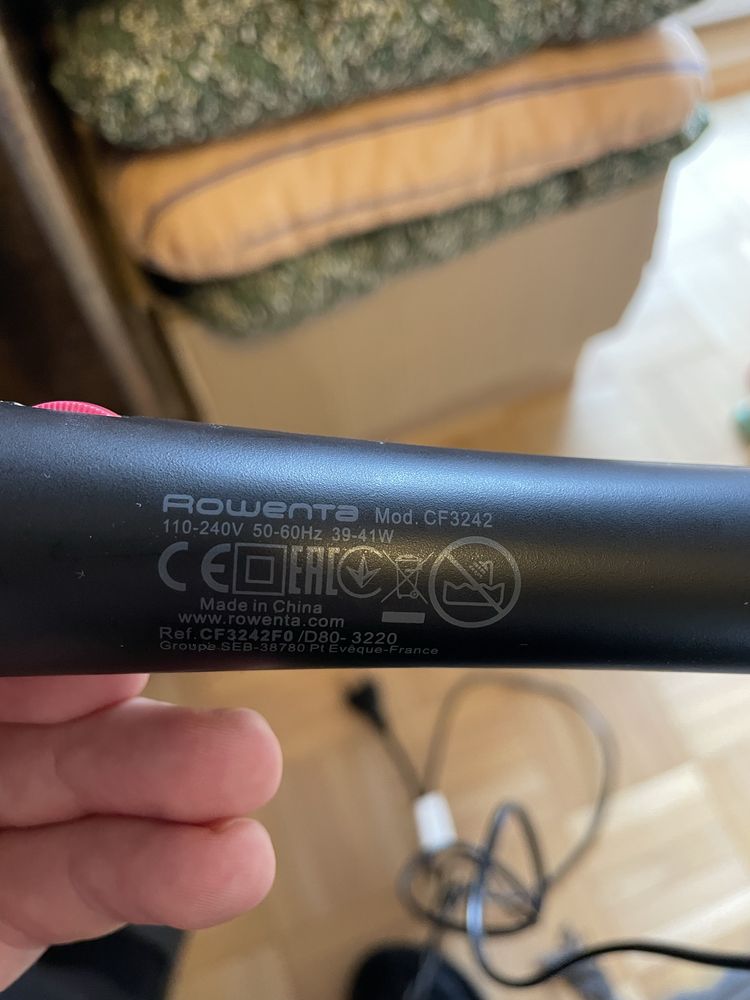 Rowenta Mod. CF3242
110-240V 50-60Hz 39-41W
CE EAC
Made in China
www.rowenta.com
Ref.CF3242F0 /D80- 3220
Groupe SEB-38780 Pt Evêque-France